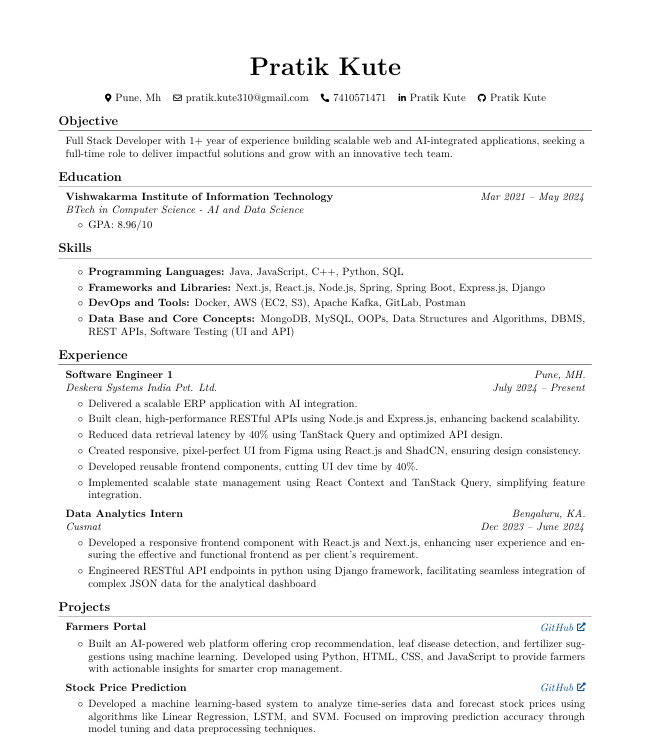 Pratik Kute
Pune, Mh pratik.kute310@gmail.com 7410571471 Pratik Kute Pratik Kute
Objective
Full Stack Developer with 1+ year of experience building scalable web and AI-integrated applications, seeking a
full-time role to deliver impactful solutions and grow with an innovative tech team.
Education
Vishwakarma Institute of Information Technology Mar 2021 – May 2024
BTech in Computer Science - AI and Data Science
○ GPA: 8.96/10
Skills
○ Programming Languages: Java, JavaScript, C++, Python, SQL
○ Frameworks and Libraries: Next.js, React.js, Node.js, Spring, Spring Boot, Express.js, Django
○ DevOps and Tools: Docker, AWS (EC2, S3), Apache Kafka, GitLab, Postman
○ Data Base and Core Concepts: MongoDB, MySQL, OOPs, Data Structures and Algorithms, DBMS,
REST APIs, Software Testing (UI and API)
Experience
Software Engineer 1 Pune, MH.
Deskera Systems India Pvt. Ltd. July 2024 – Present
○ Delivered a scalable ERP application with AI integration.
○ Built clean, high-performance RESTful APIs using Node.js and Express.js, enhancing backend scalability.
○ Reduced data retrieval latency by 40% using TanStack Query and optimized API design.
○ Created responsive, pixel-perfect UI from Figma using React.js and ShadCN, ensuring design consistency.
○ Developed reusable frontend components, cutting UI dev time by 40%.
○ Implemented scalable state management using React Context and TanStack Query, simplifying feature
integration.
Data Analytics Intern Bengaluru, KA.
Cusmat Dec 2023 – June 2024
○ Developed a responsive frontend component with React.js and Next.js, enhancing user experience and en-
suring the effective and functional frontend as per client's requirement.
○ Engineered RESTful API endpoints in python using Django framework, facilitating seamless integration of
complex JSON data for the analytical dashboard
Projects
Farmers Portal GitHub
○ Built an AI-powered web platform offering crop recommendation, leaf disease detection, and fertilizer sug-
gestions using machine learning. Developed using Python, HTML, CSS, and JavaScript to provide farmers
with actionable insights for smarter crop management.
Stock Price Prediction GitHub
○ Developed a machine learning-based system to analyze time-series data and forecast stock prices using
algorithms like Linear Regression, LSTM, and SVM. Focused on improving prediction accuracy through
model tuning and data preprocessing techniques.